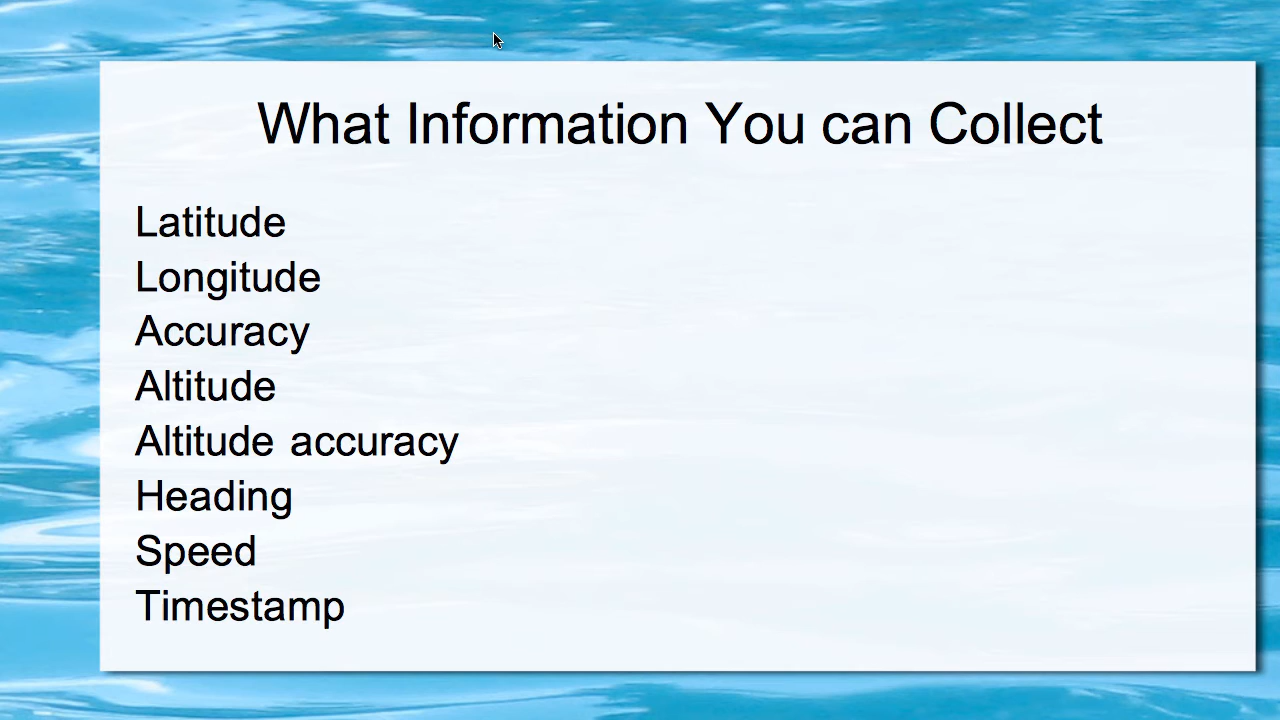 What Information You can Collect
Latitude
Longitude
Accuracy
Altitude
Altitude accuracy
Heading
Speed
Timestamp